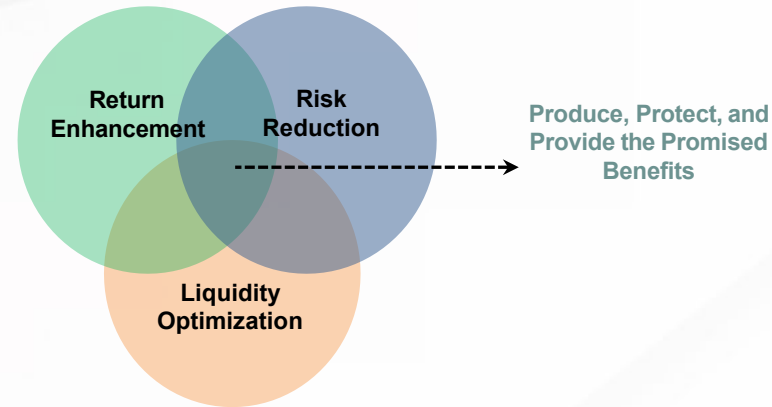 Return
Enhancement
Risk
Reduction
Produce, Protect, and
Provide the Promised
Benefits
Liquidity
Optimization